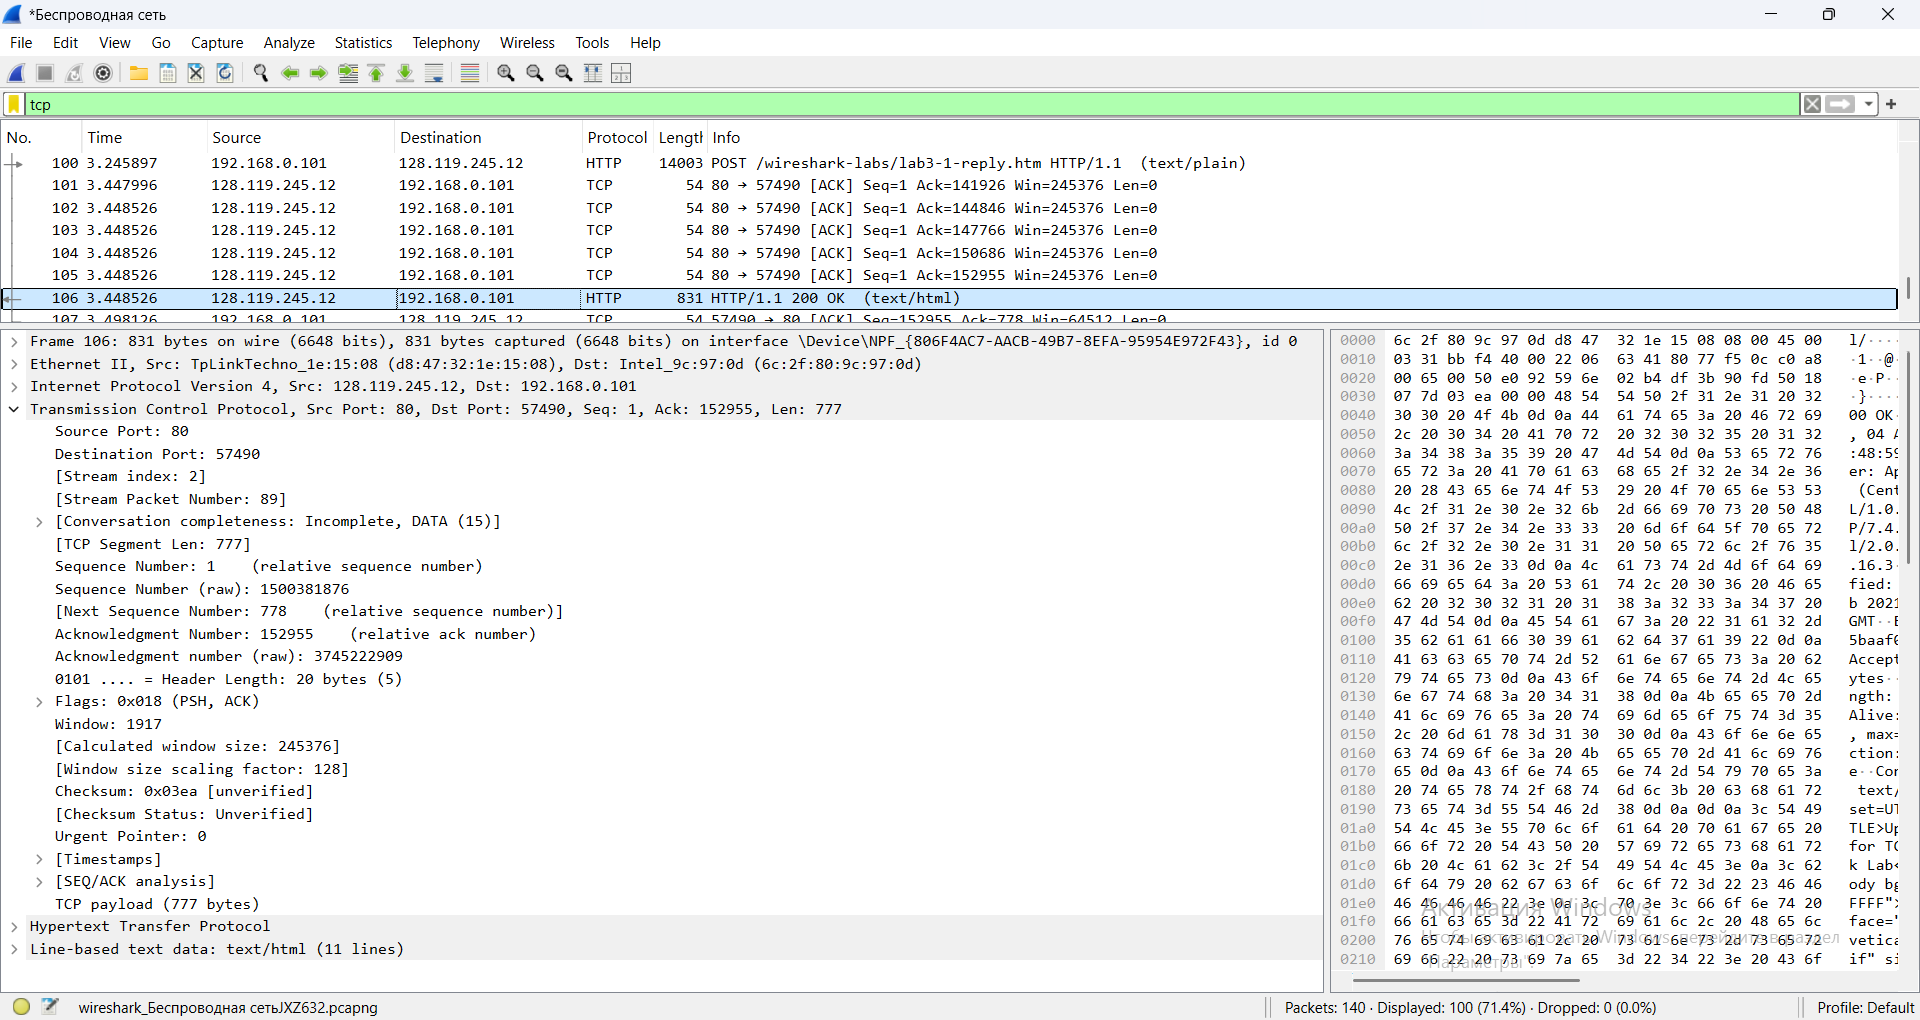 *Беспроводная сеть
File Edit View Go Capture Analyze Statistics Telephony Wireless Tools Help
tcp
No. Time Source Destination Protocol Length Info
100 3.245897 192.168.0.101 128.119.245.12 HTTP 14003 POST /wireshark-labs/lab3-1-reply.htm HTTP/1.1 (text/plain)
101 3.447996 128.119.245.12 192.168.0.101 TCP 54 80 → 57490 [ACK] Seq=1 Ack=141926 Win=245376 Len=0
102 3.448526 128.119.245.12 192.168.0.101 TCP 54 80 → 57490 [ACK] Seq=1 Ack=144846 Win=245376 Len=0
103 3.448526 128.119.245.12 192.168.0.101 TCP 54 80 → 57490 [ACK] Seq=1 Ack=147766 Win=245376 Len=0
104 3.448526 128.119.245.12 192.168.0.101 TCP 54 80 → 57490 [ACK] Seq=1 Ack=150686 Win=245376 Len=0
105 3.448526 128.119.245.12 192.168.0.101 TCP 54 80 → 57490 [ACK] Seq=1 Ack=152955 Win=245376 Len=0
106 3.448526 128.119.245.12 192.168.0.101 HTTP 831 HTTP/1.1 200 OK (text/html)
107 3.498126 192.168.0.101 128.119.245.12 TCP 54 57490 → 80 [ACK] Seq=152955 Ack=778 Win=64512 Len=0
Frame 106: 831 bytes on wire (6648 bits), 831 bytes captured (6648 bits) on interface \Device\NPF_{806F4AC7-AACB-49B7-8EFA-95954E972F43}, id 0
Ethernet II, Src: TpLinkTechno_1e:15:08 (d8:47:32:1e:15:08), Dst: Intel_9c:97:0d (6c:2f:80:9c:97:0d)
Internet Protocol Version 4, Src: 128.119.245.12, Dst: 192.168.0.101
Transmission Control Protocol, Src Port: 80, Dst Port: 57490, Seq: 1, Ack: 152955, Len: 777
Source Port: 80
Destination Port: 57490
[Stream index: 2]
[Stream Packet Number: 89]
[Conversation completeness: Incomplete, DATA (15)]
[TCP Segment Len: 777]
Sequence Number: 1 (relative sequence number)
Sequence Number (raw): 1500381876
[Next Sequence Number: 778 (relative sequence number)]
Acknowledgment Number: 152955 (relative ack number)
Acknowledgment number (raw): 3745222909
0101 .... = Header Length: 20 bytes (5)
Flags: 0x018 (PSH, ACK)
Window: 1917
[Calculated window size: 245376]
[Window size scaling factor: 128]
Checksum: 0x03ea [unverified]
[Checksum Status: Unverified]
Urgent Pointer: 0
[Timestamps]
[SEQ/ACK analysis]
TCP payload (777 bytes)
Hypertext Transfer Protocol
Line-based text data: text/html (11 lines)
0000 6c 2f 80 9c 97 0d d8 47 32 1e 15 08 08 00 45 00 l/····
0010 03 31 bb f4 40 00 22 06 63 41 80 77 f5 0c c0 a8 ·1··@·
0020 00 65 00 50 e0 92 59 6e 02 b4 df 3b 90 fd 50 18 ·e·P··
0030 07 7d 03 ea 00 00 48 54 54 50 2f 31 2e 31 20 32 ·}····
0040 30 30 20 4f 4b 0d 0a 44 61 74 65 3a 20 46 72 69 00 OK·
0050 2c 20 30 34 20 41 70 72 20 32 30 32 35 20 31 32 , 04 A
0060 3a 34 38 3a 35 39 20 47 4d 54 0d 0a 53 65 72 76 :48:59
0070 65 72 3a 20 41 70 61 63 68 65 2f 32 2e 34 2e 36 er: Ap
0080 20 28 43 65 6e 74 4f 53 29 20 4f 70 65 6e 53 53 (Cent
0090 4c 2f 31 2e 30 2e 32 6b 2d 66 69 70 73 20 50 48 L/1.0.
00a0 50 2f 37 2e 34 2e 33 33 20 6d 6f 64 5f 70 65 72 P/7.4.
00b0 6c 2f 32 2e 30 2e 31 31 20 50 65 72 6c 2f 76 35 l/2.0.
00c0 2e 31 36 2e 33 0d 0a 4c 61 73 74 2d 4d 6f 64 69 .16.3·
00d0 66 69 65 64 3a 20 53 61 74 2c 20 30 36 20 46 65 fied:
00e0 62 20 32 30 32 31 20 31 38 3a 32 33 3a 34 37 20 b 2021
00f0 47 4d 54 0d 0a 45 54 61 67 3a 20 22 31 61 32 2d GMT··E
0100 35 62 61 61 66 30 39 61 62 64 37 61 39 22 0d 0a 5baaf0
0110 41 63 63 65 70 74 2d 52 61 6e 67 65 73 3a 20 62 Accept
0120 79 74 65 73 0d 0a 43 6f 6e 74 65 6e 74 2d 4c 65 ytes··
0130 6e 67 74 68 3a 20 34 31 38 0d 0a 4b 65 65 70 2d ngth:
0140 41 6c 69 76 65 3a 20 74 69 6d 65 6f 75 74 3d 35 Alive:
0150 2c 20 6d 61 78 3d 31 30 30 0d 0a 43 6f 6e 6e 65 , max=
0160 63 74 69 6f 6e 3a 20 4b 65 65 70 2d 41 6c 69 76 ction:
0170 65 0d 0a 43 6f 6e 74 65 6e 74 2d 54 79 70 65 3a e··Con
0180 20 74 65 78 74 2f 68 74 6d 6c 3b 20 63 68 61 72 text/
0190 73 65 74 3d 55 54 46 2d 38 0d 0a 0d 0a 3c 54 49 set=UT
01a0 54 4c 45 3e 55 70 6c 6f 61 64 20 70 61 67 65 20 TLE>Up
01b0 66 6f 72 20 54 43 50 20 57 69 72 65 73 68 61 72 for TC
01c0 6b 20 4c 61 62 3c 2f 54 49 54 4c 45 3e 0a 3c 62 k Lab<
01d0 6f 64 79 20 62 67 63 6f 6c 6f 72 3d 22 23 46 46 ody bg
01e0 46 46 46 46 22 3e 0a 3c 70 3e 3c 66 6f 6e 74 20 FFFF">
01f0 66 61 63 65 3d 22 41 72 69 61 6c 2c 20 48 65 6c face="
0200 76 65 74 69 63 61 2c 20 73 61 6e 73 2d 73 65 72 vetica
0210 69 66 22 20 73 69 7a 65 3d 22 34 22 3e 20 43 6f if" si
Активация Windows
Чтобы активировать Windows, перейдите в раздел
"Параметры".
wireshark_Беспроводная сетьJXZ632.pcapng
Packets: 140 · Displayed: 100 (71.4%) · Dropped: 0 (0.0%)
Profile: Default